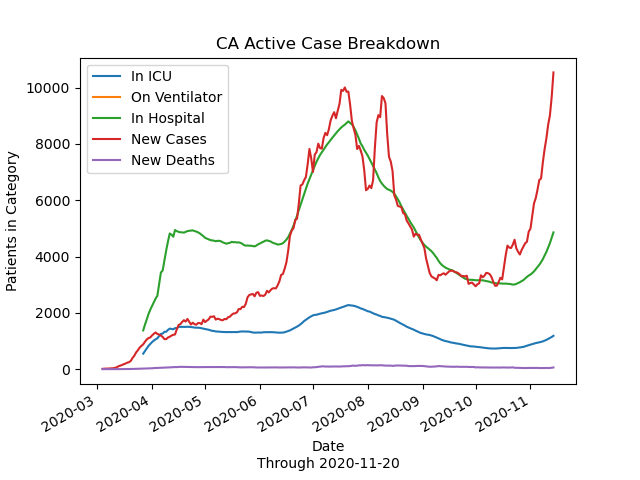 CA Active Case Breakdown
In ICU
On Ventilator
In Hospital
New Cases
New Deaths
Patients in Category
10000
8000
6000
4000
2000
0
2020-03
2020-04
2020-05
2020-06
2020-07
2020-08
2020-09
2020-10
2020-11
Date
Through 2020-11-20